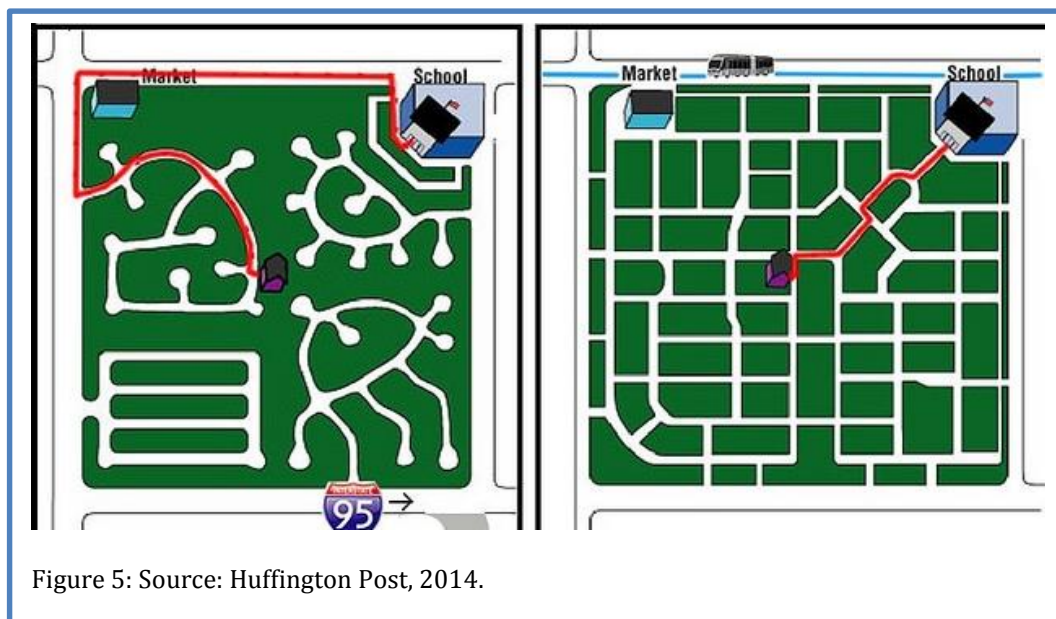 Market
School
Market
School
95
Figure 5: Source: Huffington Post, 2014.